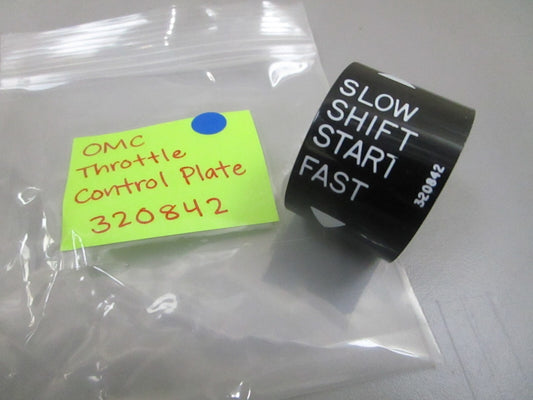 OMC
Throttle
Control Plate
320842
SLOW
SHIFT
START
FAST
320842